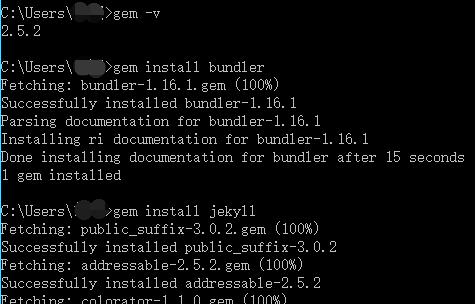 C:\Users\ >gem -v
2.5.2
C:\Users\ >gem install bundler
Fetching: bundler-1.16.1.gem (100%)
Successfully installed bundler-1.16.1
Parsing documentation for bundler-1.16.1
Installing ri documentation for bundler-1.16.1
Done installing documentation for bundler after 15 seconds
1 gem installed
C:\Users\ >gem install jekyll
Fetching: public_suffix-3.0.2.gem (100%)
Successfully installed public_suffix-3.0.2
Fetching: addressable-2.5.2.gem (100%)
Successfully installed addressable-2.5.2
Fetching: colorator-1.1.0.gem (100%)